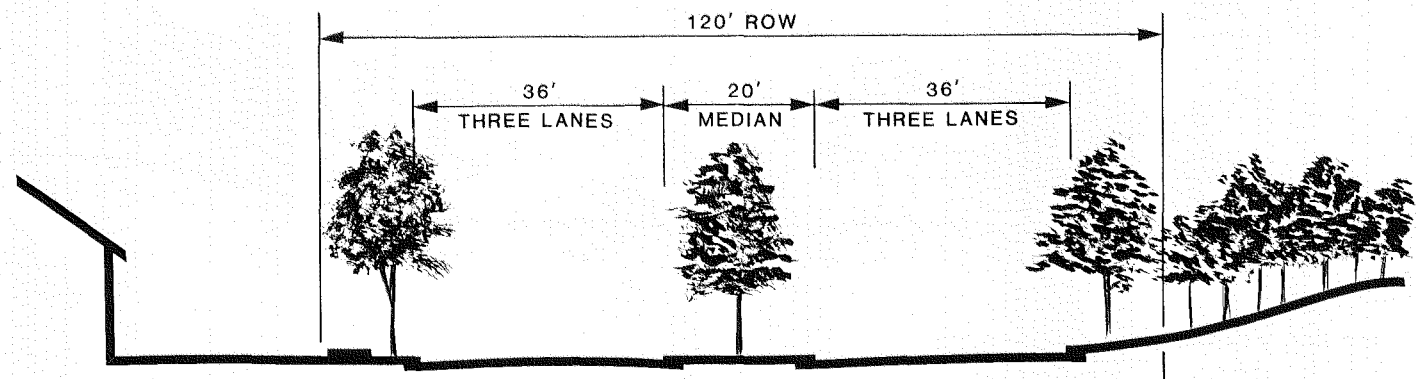 120' ROW
36'
THREE LANES
20'
MEDIAN
36'
THREE LANES